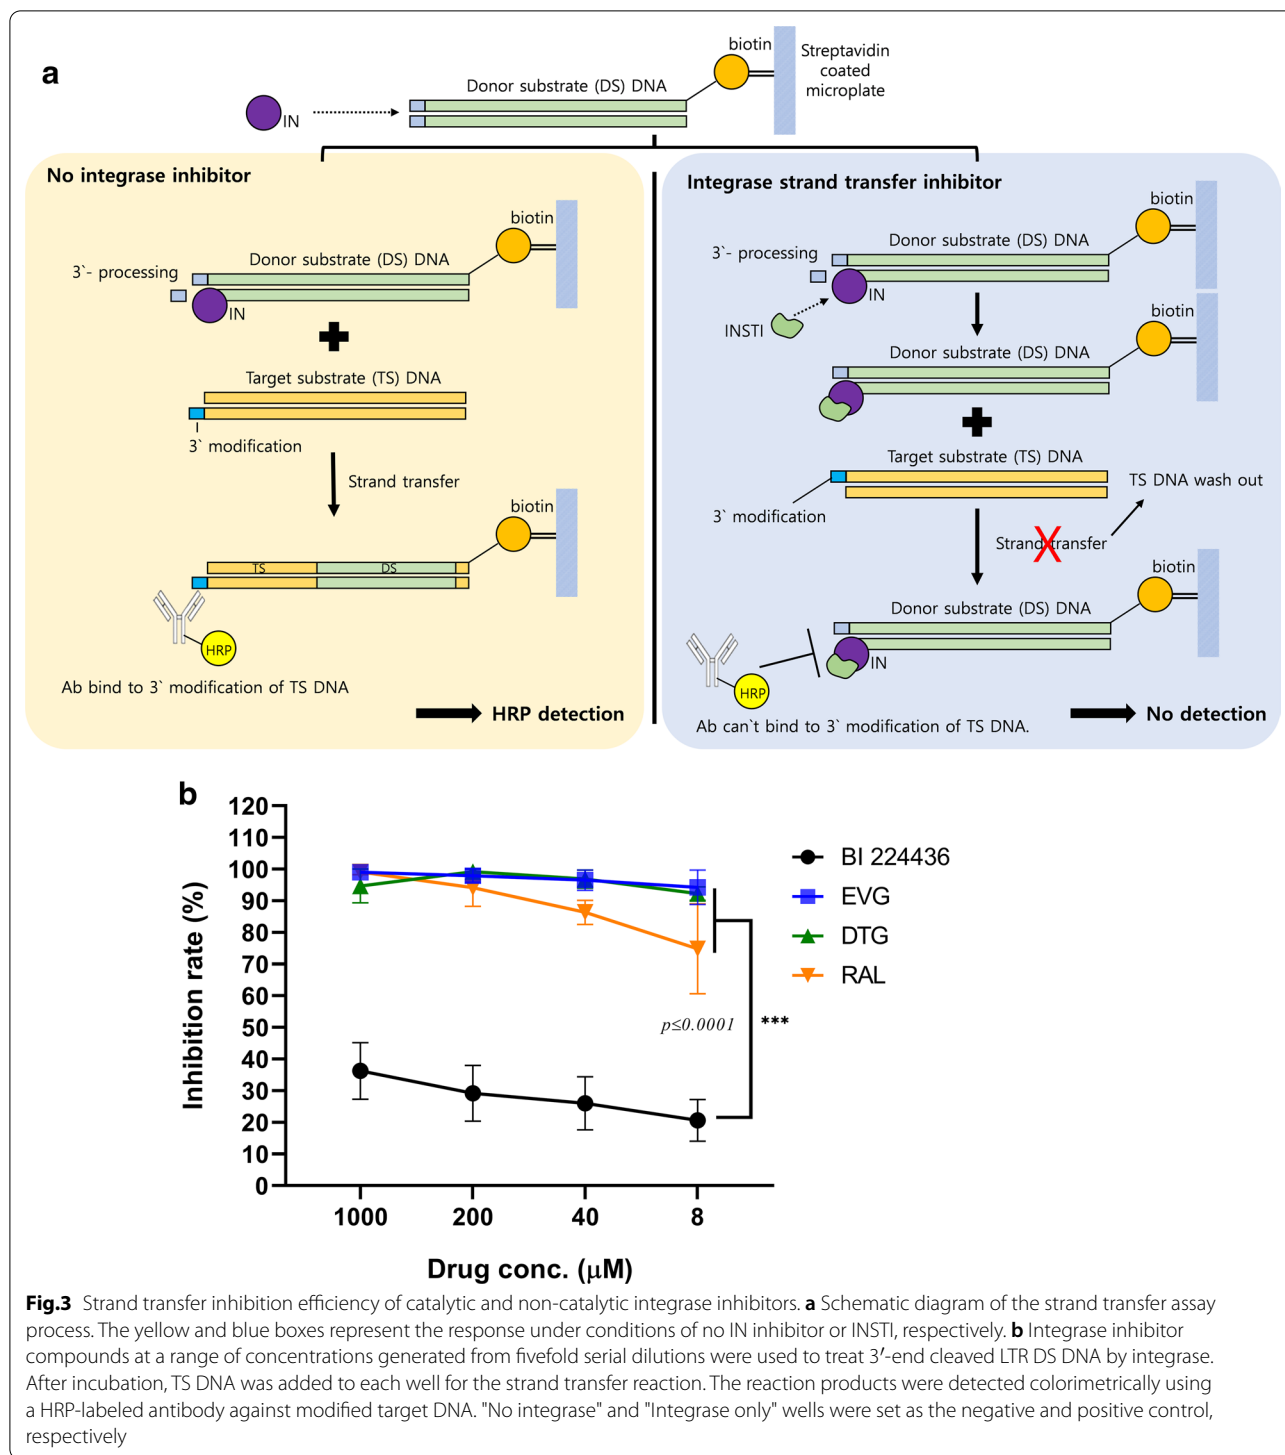 a
biotin
Streptavidin
coated
microplate
Donor substrate (DS) DNA
IN
No integrase inhibitor
biotin
Donor substrate (DS) DNA
3`- processing
IN
Target substrate (TS) DNA
3` modification
Strand transfer
biotin
TS DS
HRP
Ab bind to 3` modification of TS DNA
HRP detection
Integrase strand transfer inhibitor
biotin
Donor substrate (DS) DNA
3`- processing
IN
INSTI
biotin
Donor substrate (DS) DNA
Target substrate (TS) DNA
TS DNA wash out
3` modification
Strand transfer
X
biotin
Donor substrate (DS) DNA
IN
HRP
Ab can`t bind to 3` modification of TS DNA.
No detection
b
120
110
100
90
80
70
60
50
40
30
20
10
0
Inhibition rate (%)
1000 200 40 8
Drug conc. (μM)
p≤0.0001
***
BI 224436
EVG
DTG
RAL
Fig.3 Strand transfer inhibition efficiency of catalytic and non-catalytic integrase inhibitors. a Schematic diagram of the strand transfer assay
process. The yellow and blue boxes represent the response under conditions of no IN inhibitor or INSTI, respectively. b Integrase inhibitor
compounds at a range of concentrations generated from fivefold serial dilutions were used to treat 3′-end cleaved LTR DS DNA by integrase.
After incubation, TS DNA was added to each well for the strand transfer reaction. The reaction products were detected colorimetrically using
a HRP-labeled antibody against modified target DNA. "No integrase" and "Integrase only" wells were set as the negative and positive control,
respectively